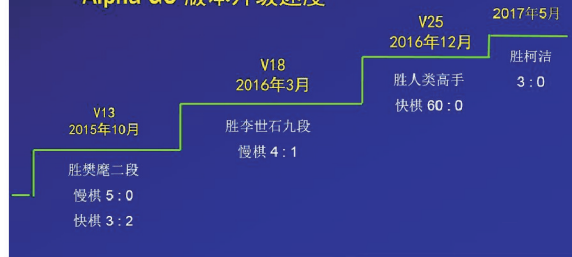 Alpha Go 版本升级速度
2017年5月
V25
2016年12月
胜柯洁
3 : 0
V18
2016年3月
胜人类高手
快棋 60 : 0
V13
2015年10月
胜李世石九段
慢棋 4 : 1
胜樊麾二段
慢棋 5 : 0
快棋 3 : 2